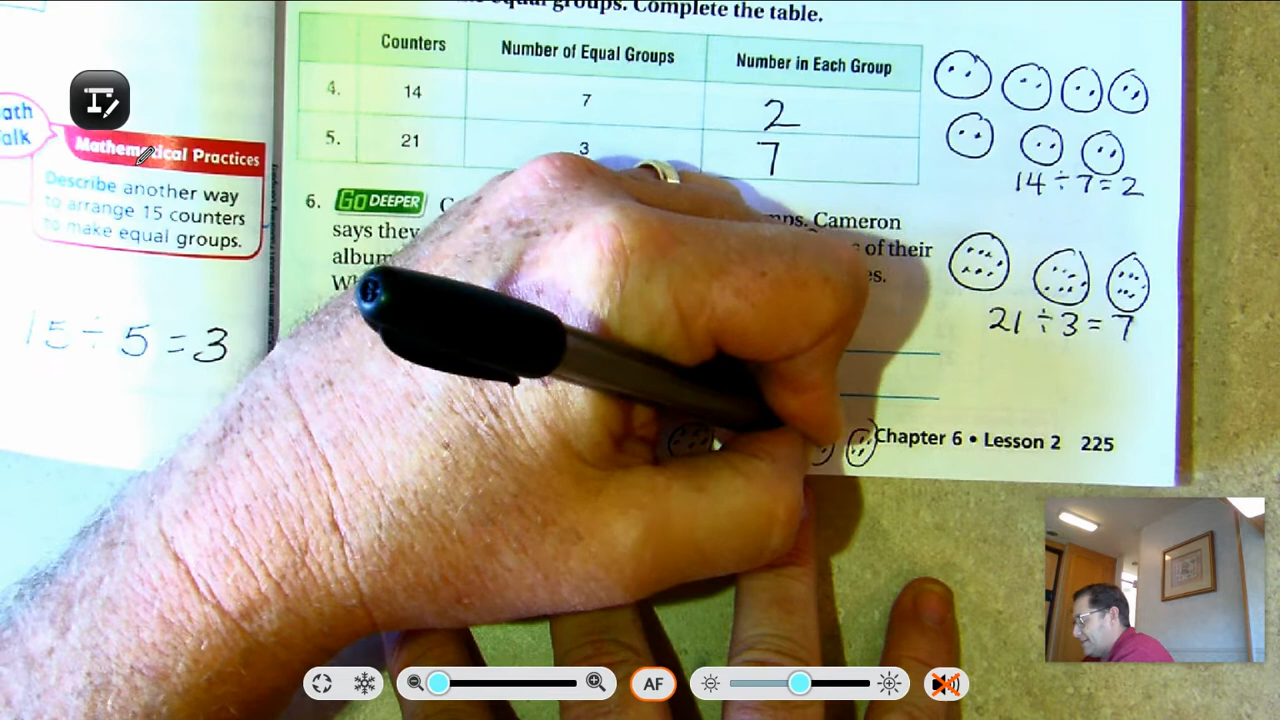 equal groups. Complete the table.
Counters Number of Equal Groups Number in Each Group
4. 14 7 2
5. 21 3 7
14 ÷ 7 = 2
21 ÷ 3 = 7
ath
alk
Mathematical Practices
Describe another way
to arrange 15 counters
to make equal groups.
15 ÷ 5 = 3
6. GO DEEPER C
Cameron
says they of their
album
Chapter 6 • Lesson 2 225
AF